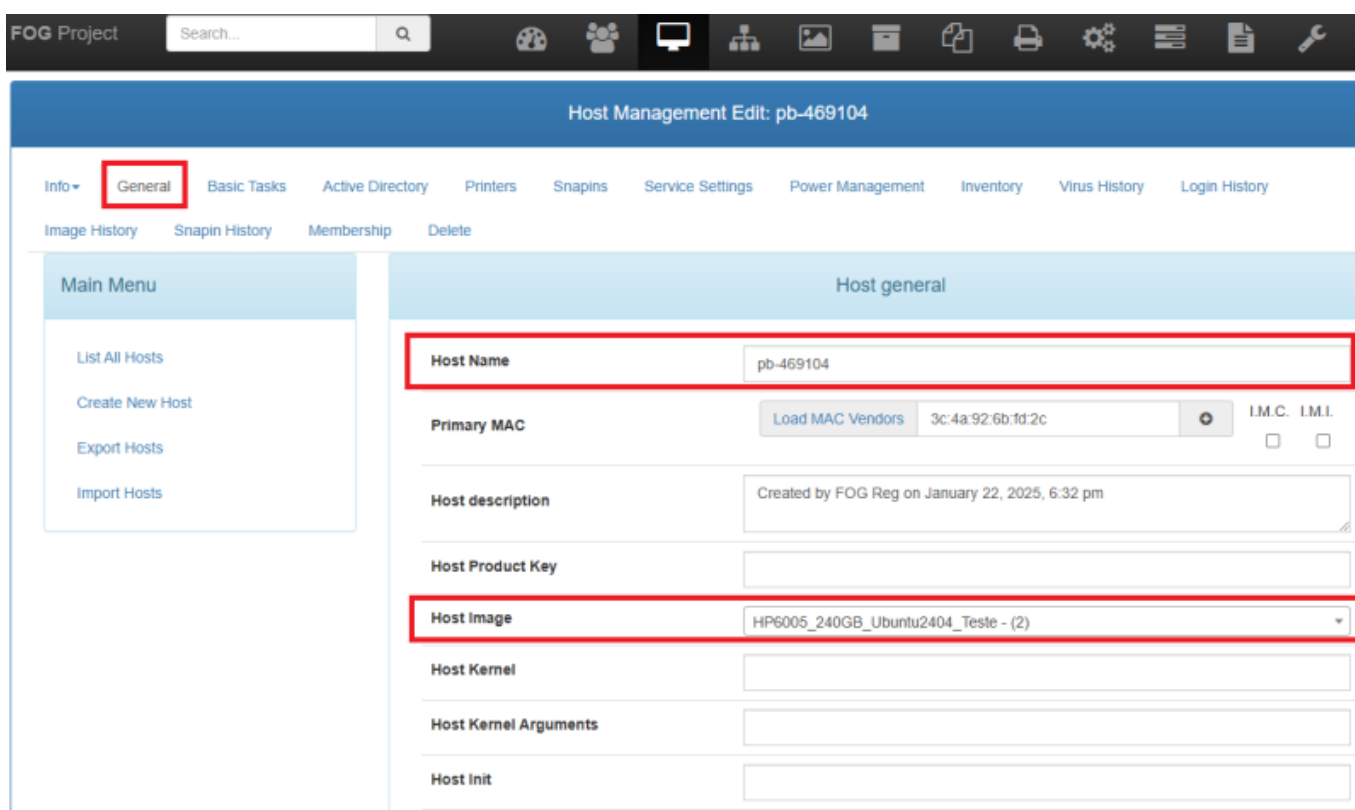 FOG Project Search...
Host Management Edit: pb-469104
Info General Basic Tasks Active Directory Printers Snapins Service Settings Power Management Inventory Virus History Login History
Image History Snapin History Membership Delete
Main Menu
List All Hosts
Create New Host
Export Hosts
Import Hosts
Host general
Host Name pb-469104
Primary MAC Load MAC Vendors 3c:4a:92:6b:fd:2c I.M.C. I.M.I.
Host description Created by FOG Reg on January 22, 2025, 6:32 pm
Host Product Key
Host Image HP6005_240GB_Ubuntu2404_Teste - (2)
Host Kernel
Host Kernel Arguments
Host Init